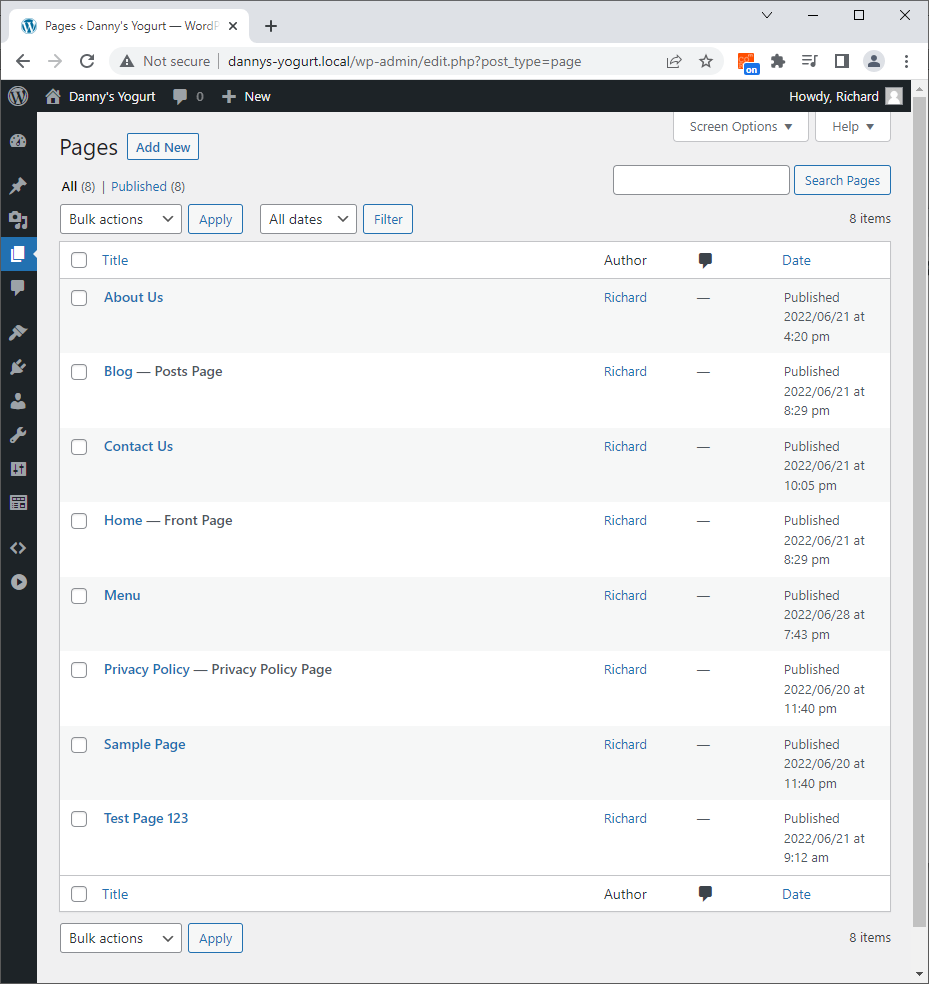 Pages ‹ Danny's Yogurt — WordP
Not secure dannys-yogurt.local/wp-admin/edit.php?post_type=page
on
Danny's Yogurt 0 New Howdy, Richard
Screen Options Help
Pages Add New
All (8) | Published (8)
Search Pages
Bulk actions Apply All dates Filter 8 items
Title Author Date
About Us Richard — Published
2022/06/21 at
4:20 pm
Blog — Posts Page Richard — Published
2022/06/21 at
8:29 pm
Contact Us Richard — Published
2022/06/21 at
10:05 pm
Home — Front Page Richard — Published
2022/06/21 at
8:29 pm
Menu Richard — Published
2022/06/28 at
7:43 pm
Privacy Policy — Privacy Policy Page Richard — Published
2022/06/20 at
11:40 pm
Sample Page Richard — Published
2022/06/20 at
11:40 pm
Test Page 123 Richard — Published
2022/06/21 at
9:12 am
Title Author Date
Bulk actions Apply 8 items